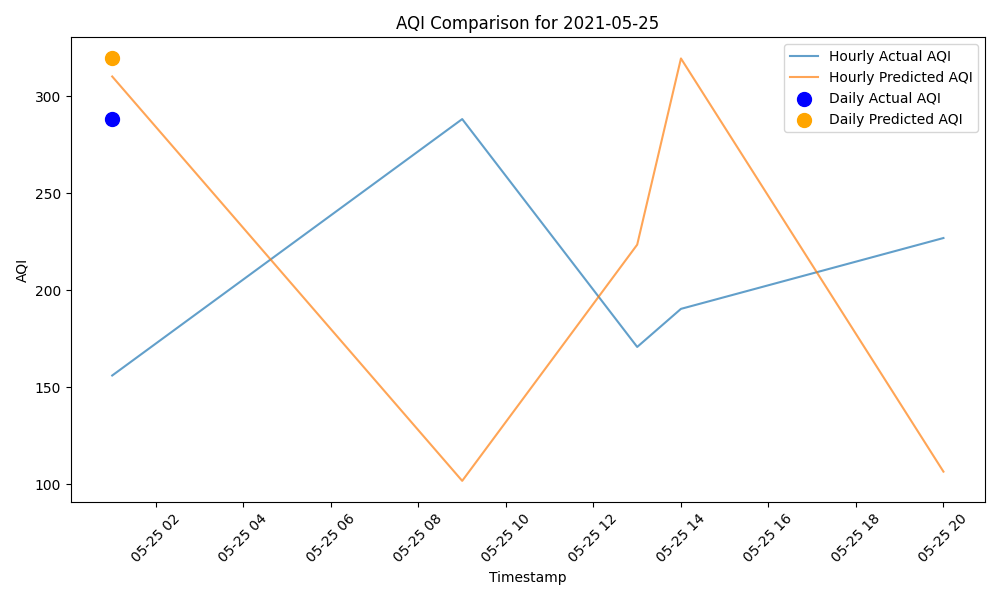 AQI Comparison for 2021-05-25
Hourly Actual AQI
Hourly Predicted AQI
Daily Actual AQI
Daily Predicted AQI
AQI
300
250
200
150
100
05-25 02
05-25 04
05-25 06
05-25 08
05-25 10
05-25 12
05-25 14
05-25 16
05-25 18
05-25 20
Timestamp